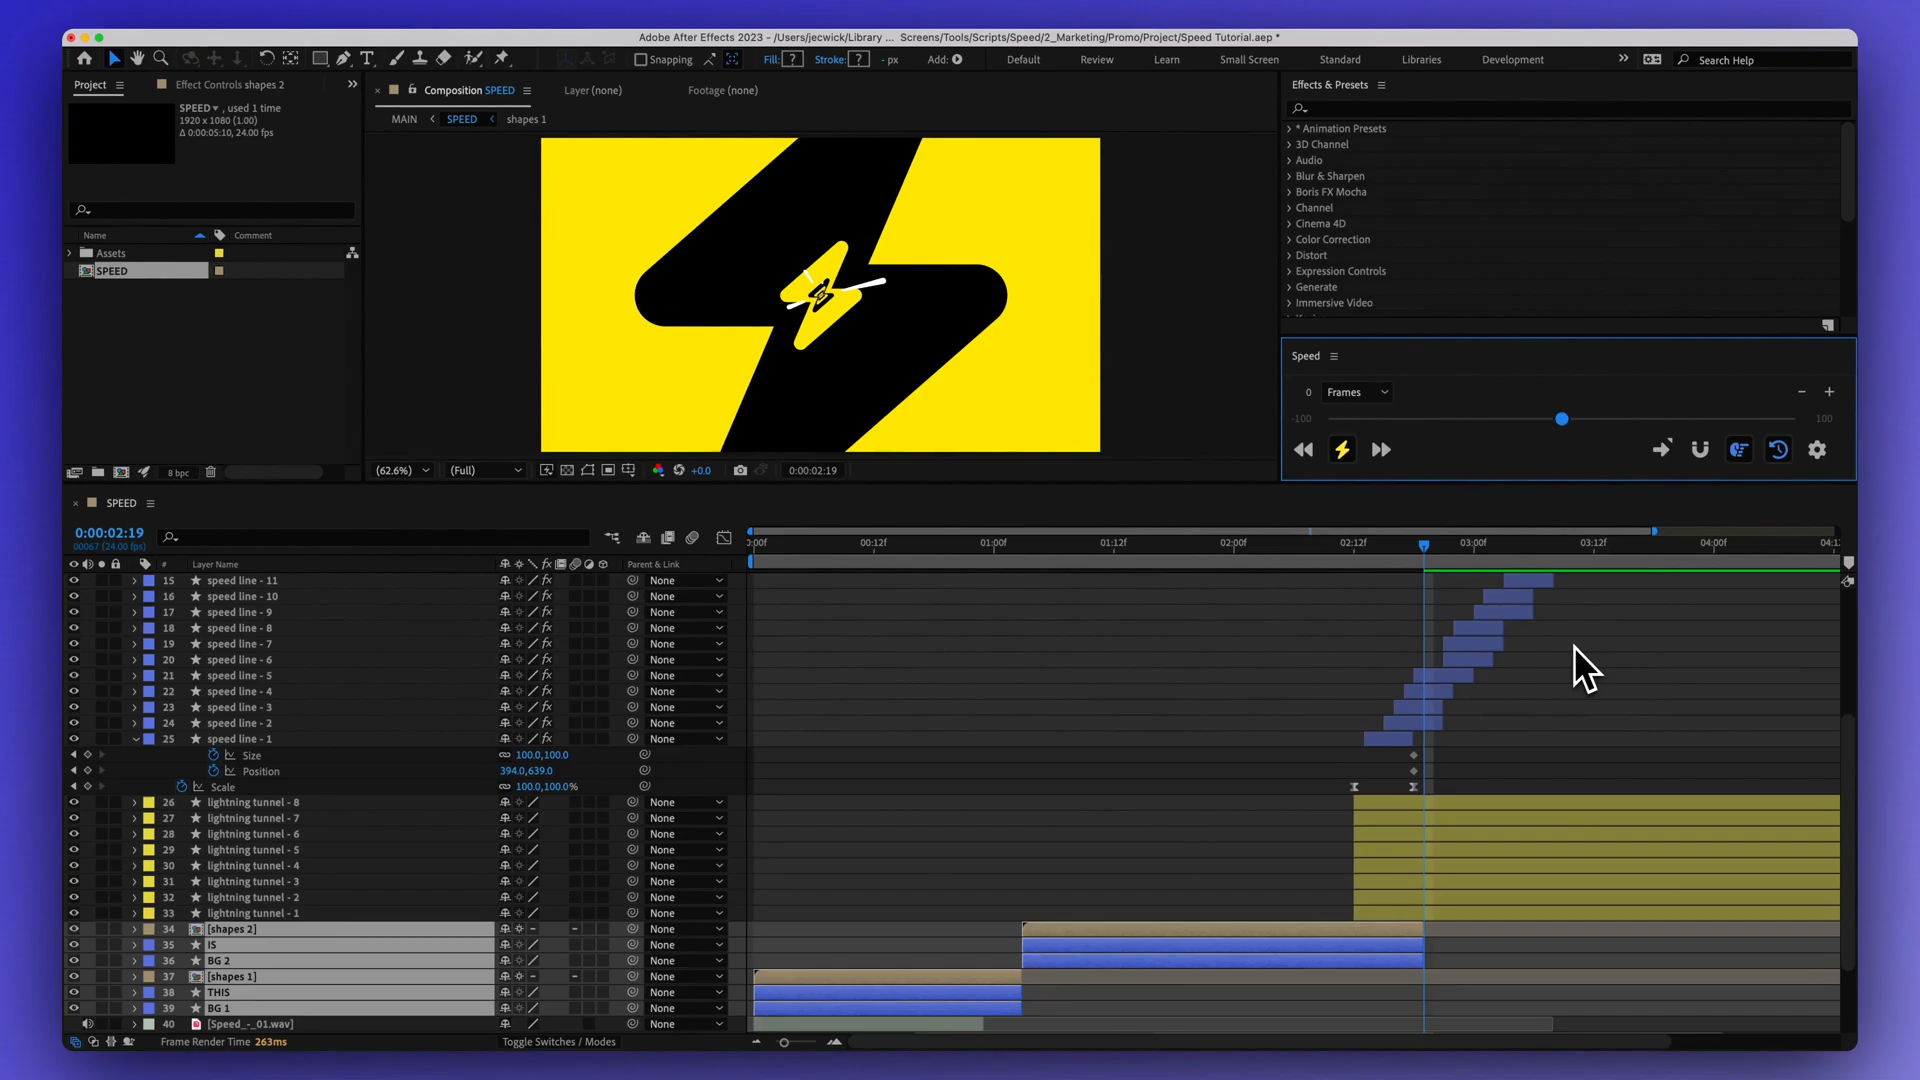 Adobe After Effects 2023 - /Users/jecwick/Library ... Screens/Tools/Scripts/Speed/2_Marketing/Promo/Project/Speed Tutorial.aep *
Snapping
Fill: ?
Stroke: ?
- px
Add:
Default
Review
Learn
Small Screen
Standard
Libraries
Development
Search Help
Project
Effect Controls shapes 2
SPEED, used 1 time
1920 x 1080 (1.00)
Δ 0:00:05:10, 24.00 fps
Name
Comment
Assets
SPEED
8 bpc
Composition SPEED
Layer (none)
Footage (none)
MAIN
SPEED
shapes 1
(62.6%)
(Full)
+0.0
0:00:02:19
Effects & Presets
* Animation Presets
3D Channel
Audio
Blur & Sharpen
Boris FX Mocha
Channel
Cinema 4D
Color Correction
Distort
Expression Controls
Generate
Immersive Video
Speed
0
Frames
-100
100
SPEED
0:00:02:19
00067 (24.00 fps)
0:00f
00:12f
01:00f
01:12f
02:00f
02:12f
03:00f
03:12f
04:00f
#
Layer Name
fx
Parent & Link
15 speed line - 11 fx None
16 speed line - 10 fx None
17 speed line - 9 fx None
18 speed line - 8 fx None
19 speed line - 7 fx None
20 speed line - 6 fx None
21 speed line - 5 fx None
22 speed line - 4 fx None
23 speed line - 3 fx None
24 speed line - 2 fx None
25 speed line - 1 fx None
Size 100.0,100.0
Position 394.0,639.0
Scale 100.0,100.0%
26 lightning tunnel - 8 None
27 lightning tunnel - 7 None
28 lightning tunnel - 6 None
29 lightning tunnel - 5 None
30 lightning tunnel - 4 None
31 lightning tunnel - 3 None
32 lightning tunnel - 2 None
33 lightning tunnel - 1 None
34 [shapes 2] None
35 IS None
36 BG 2 None
37 [shapes 1] None
38 THIS None
39 BG 1 None
40 [Speed_-_01.wav] None
Frame Render Time 263ms
Toggle Switches / Modes